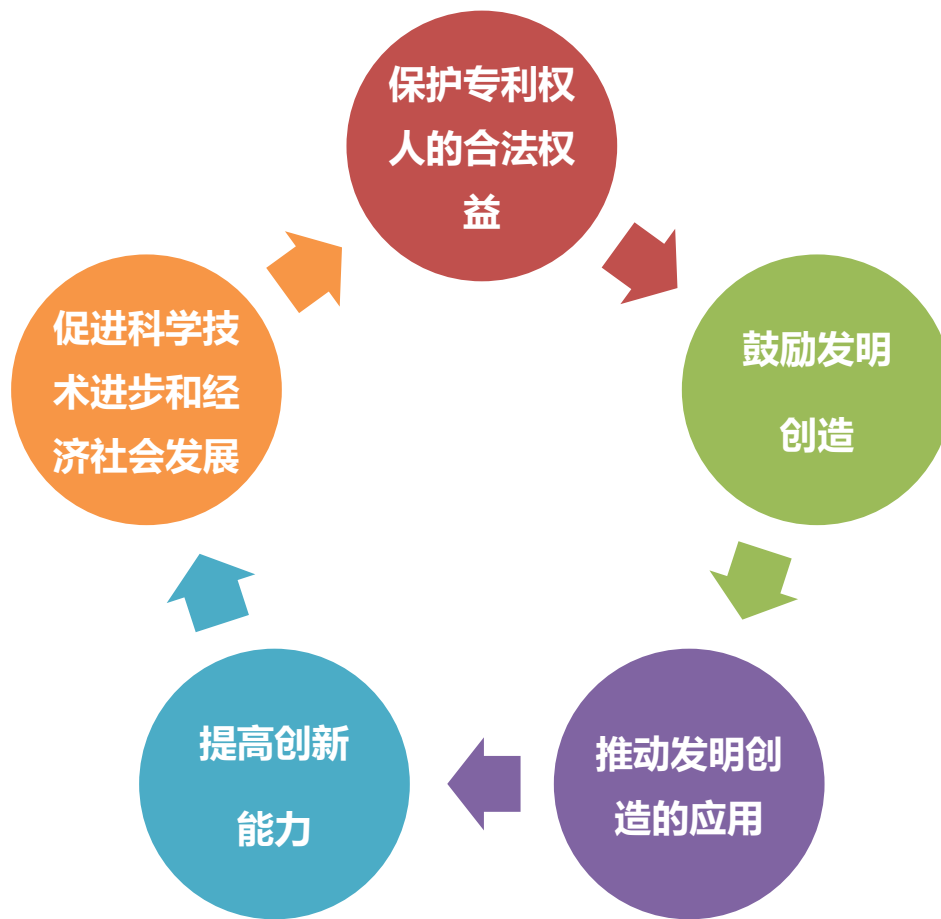 保护专利权
人的合法权
益
鼓励发明
创造
推动发明创
造的应用
提高创新
能力
促进科学技
术进步和经
济社会发展